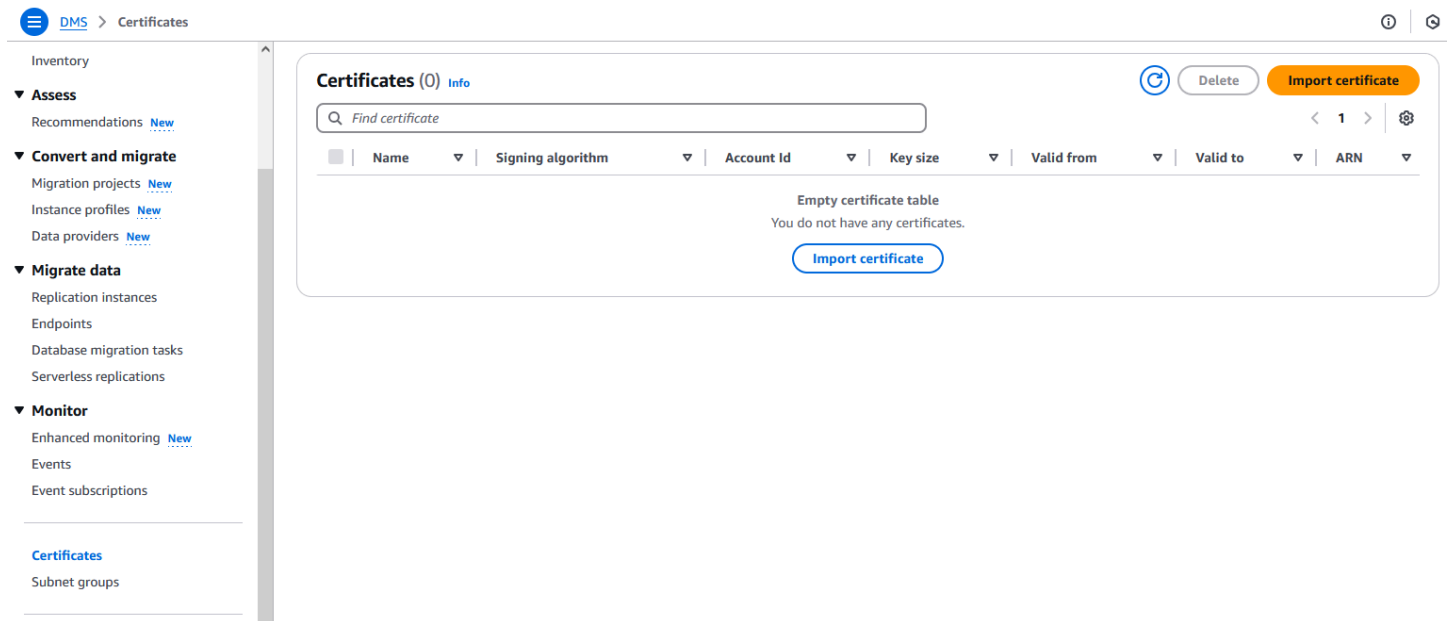 DMS > Certificates
Inventory
Assess
Recommendations New
Convert and migrate
Migration projects New
Instance profiles New
Data providers New
Migrate data
Replication instances
Endpoints
Database migration tasks
Serverless replications
Monitor
Enhanced monitoring New
Events
Event subscriptions
Certificates
Subnet groups
Certificates (0) Info
Delete
Import certificate
Find certificate
1
Name Signing algorithm Account Id Key size Valid from Valid to ARN
Empty certificate table
You do not have any certificates.
Import certificate